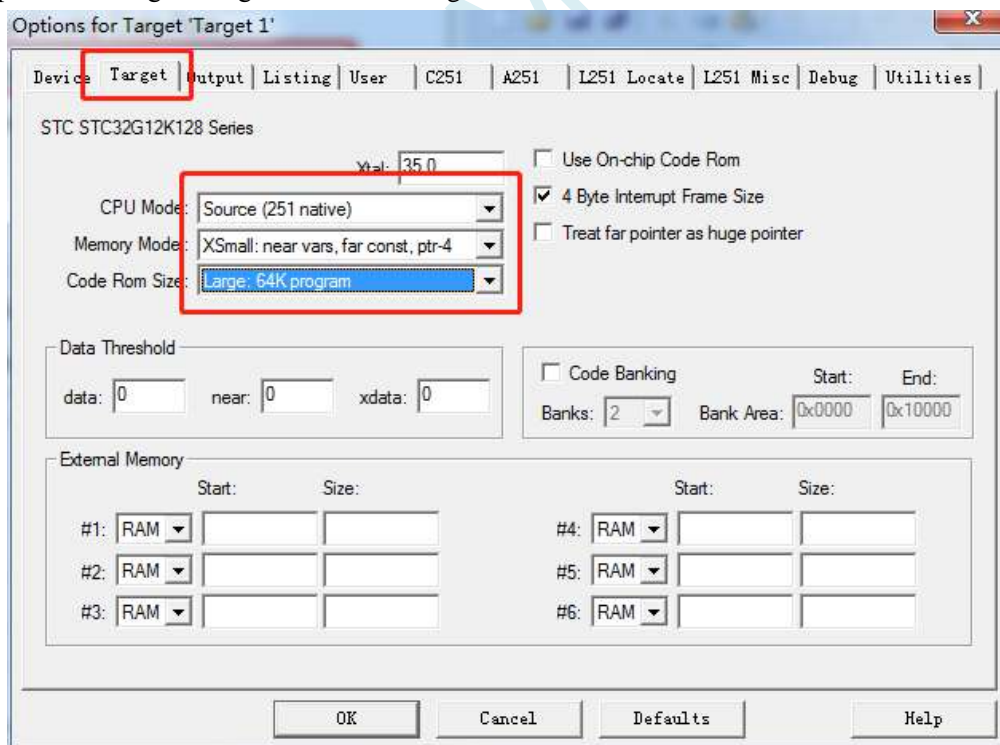 Options for Target 'Target 1'
Device Target Output Listing User C251 A251 L251 Locate L251 Misc Debug Utilities
STC STC32G12K128 Series
Xtal: 35.0
Use On-chip Code Rom
CPU Mode: Source (251 native)
4 Byte Interrupt Frame Size
Memory Model: XSmall: near vars, far const, ptr-4
Treat far pointer as huge pointer
Code Rom Size: Large: 64K program
Data Threshold
data: 0 near: 0 xdata: 0
Code Banking Start: End:
Banks: 2 Bank Area: 0x0000 0x10000
External Memory
Start: Size: Start: Size:
#1: RAM #4: RAM
#2: RAM #5: RAM
#3: RAM #6: RAM
OK Cancel Defaults Help